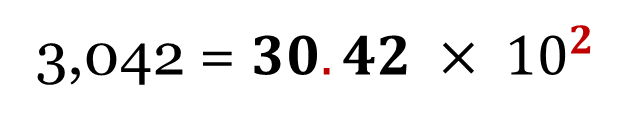 3,042 = 30.42 × 10²